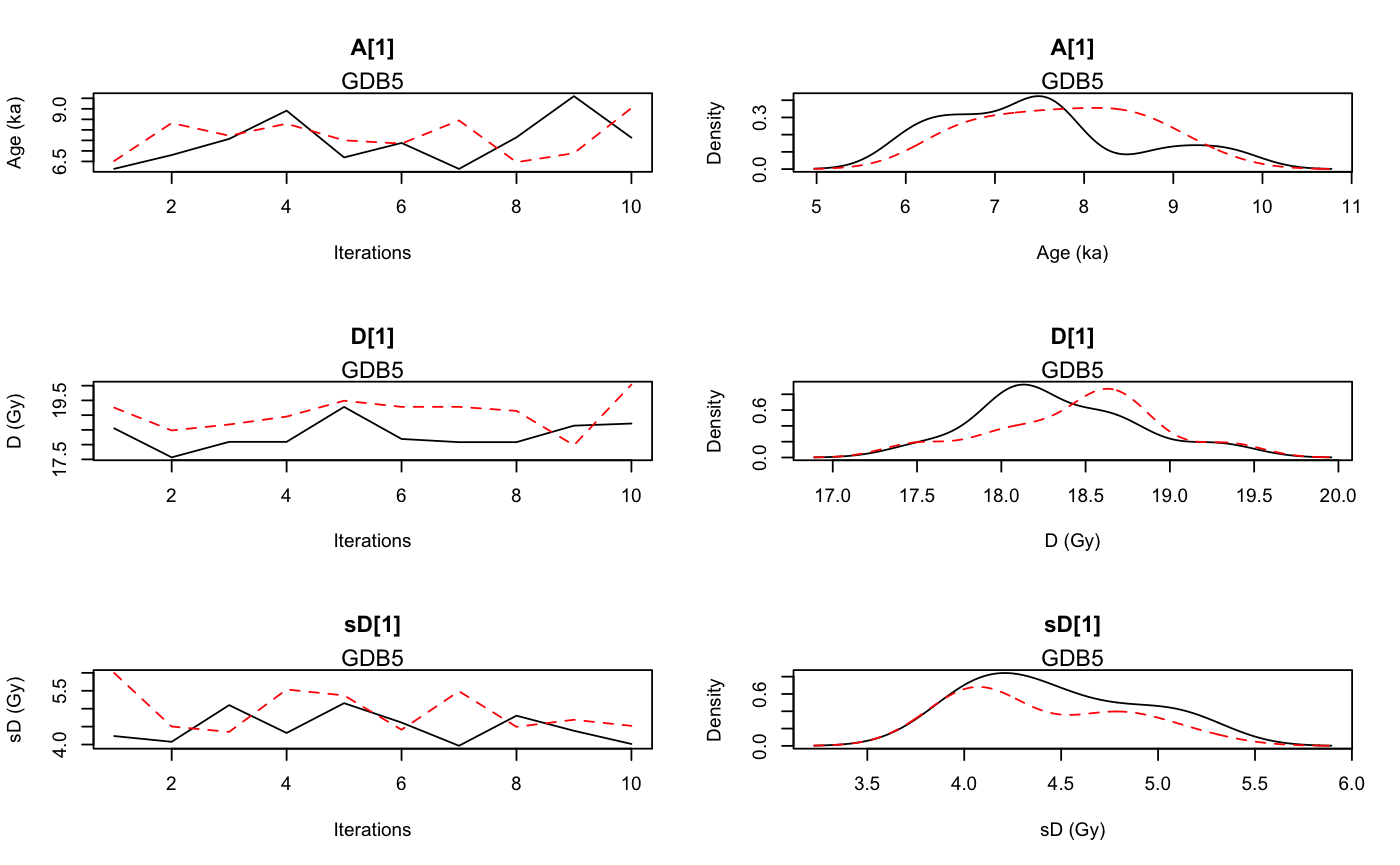 A[1]
GDB5
Age (ka)
6.5 9.0
2 4 6 8 10
Iterations
A[1]
GDB5
Density
0.0 0.3
5 6 7 8 9 10 11
Age (ka)
D[1]
GDB5
D (Gy)
17.5 19.5
2 4 6 8 10
Iterations
D[1]
GDB5
Density
0.0 0.6
17.0 17.5 18.0 18.5 19.0 19.5 20.0
D (Gy)
sD[1]
GDB5
sD (Gy)
4.0 5.5
2 4 6 8 10
Iterations
sD[1]
GDB5
Density
0.0 0.6
3.5 4.0 4.5 5.0 5.5 6.0
sD (Gy)